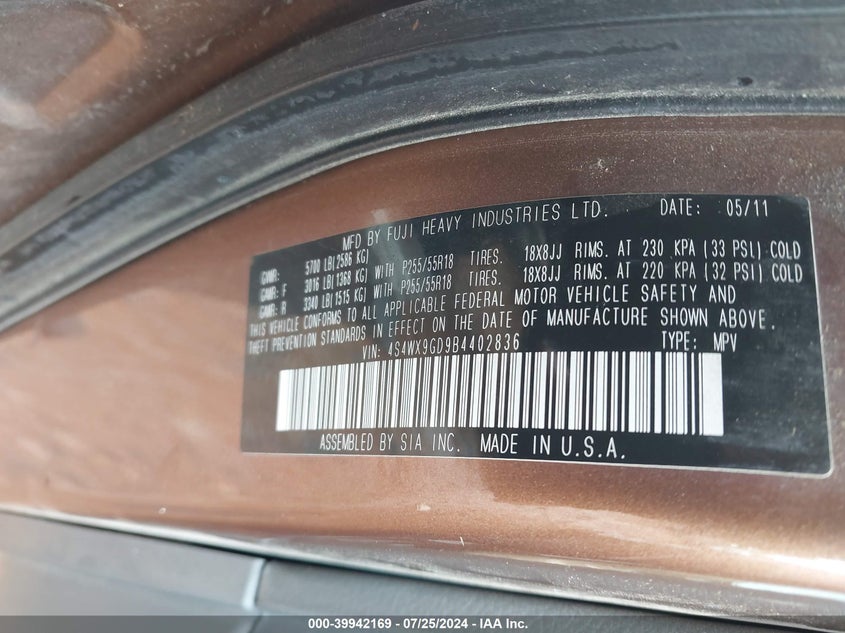 MFD BY FUJI HEAVY INDUSTRIES LTD. DATE: 05/11
GVWR: 5700 LB(2586 KG)
GAWR: F 3016 LB(1368 KG) WITH P255/55R18 TIRES. 18X8JJ RIMS. AT 230 KPA (33 PSI) COLD
GAWR: R 3340 LB(1515 KG) WITH P255/55R18 TIRES. 18X8JJ RIMS. AT 220 KPA (32 PSI) COLD
THIS VEHICLE CONFORMS TO ALL APPLICABLE FEDERAL MOTOR VEHICLE SAFETY AND
THEFT PREVENTION STANDARDS IN EFFECT ON THE DATE OF MANUFACTURE SHOWN ABOVE.
VIN: 4S4WX9GD9B4402836 TYPE: MPV
ASSEMBLED BY SIA INC. MADE IN U.S.A.
000-39942169 - 07/25/2024 - IAA Inc.